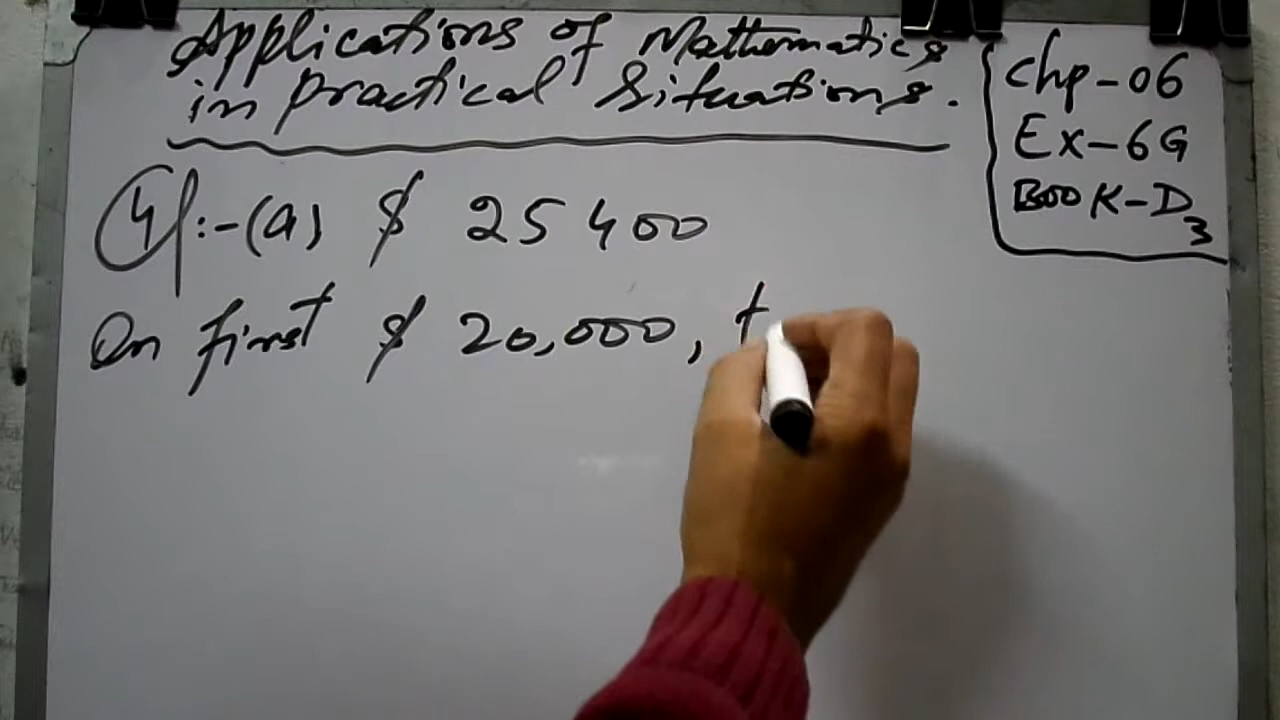 Applications of Mathematics
in practical situations.
Chp-06
Ex-6G
BOOK-D3
4:-(a) $ 25400
On first $ 20,000, t